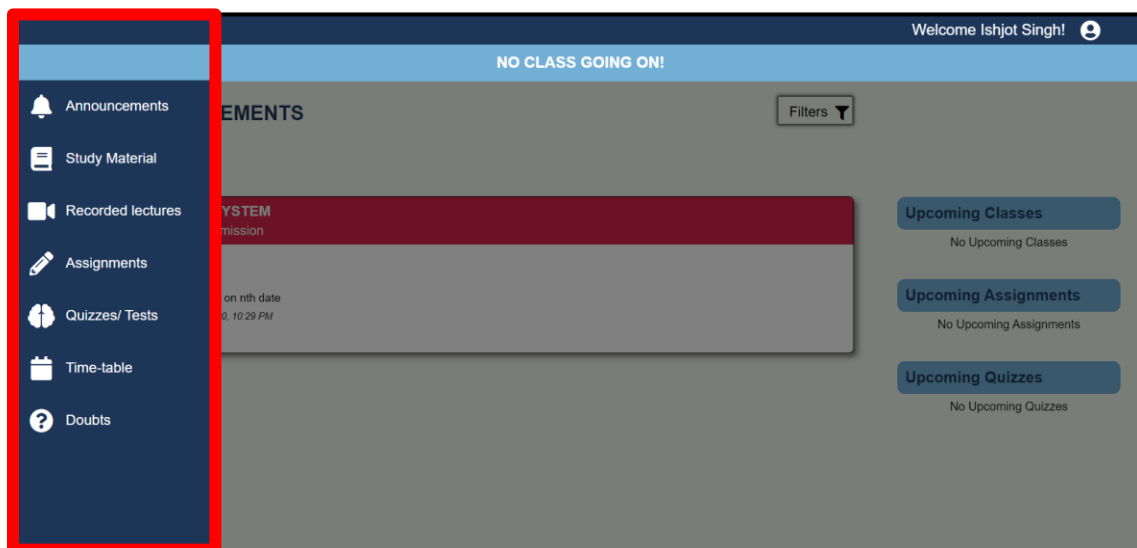 Welcome Ishjot Singh!
NO CLASS GOING ON!
Announcements
Study Material
Recorded lectures
Assignments
Quizzes/ Tests
Time-table
Doubts
EMENTS
Filters
YSTEM
mission
on nth date
0, 10:29 PM
Upcoming Classes
No Upcoming Classes
Upcoming Assignments
No Upcoming Assignments
Upcoming Quizzes
No Upcoming Quizzes